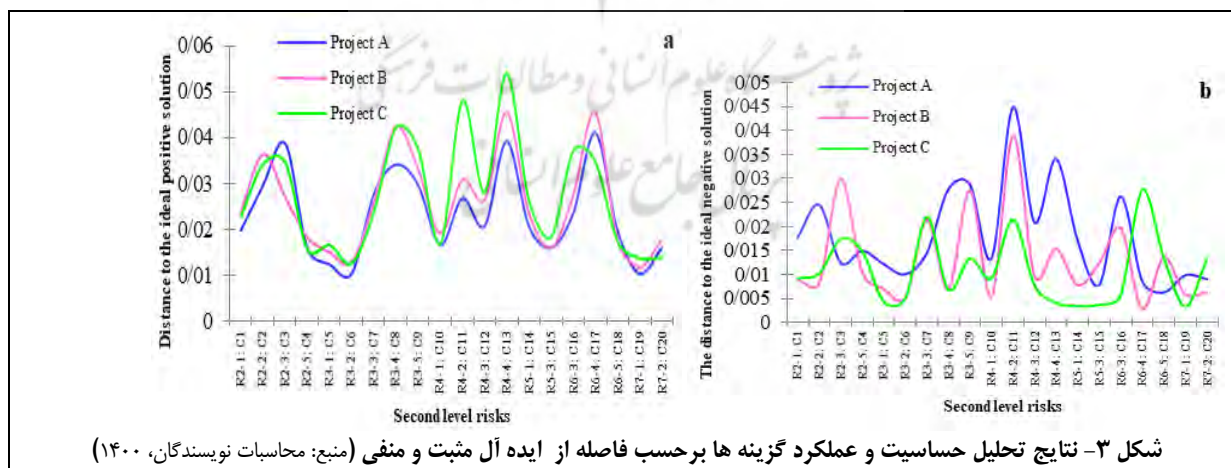 a
Distance to the ideal positive solution
0/06
0/05
0/04
0/03
0/02
0/01
0
Project A
Project B
Project C
R2-1: C1
R2-2: C2
R2-3: C3
R2-5: C4
R3-1: C5
R3-2: C6
R3-3: C7
R3-4: C8
R3-5: C9
R4-1: C10
R4-2: C11
R4-3: C12
R4-4: C13
R5-1: C14
R5-3: C15
R6-3: C16
R6-4: C17
R6-5: C18
R7-1: C19
R7-2: C20
Second level risks
b
The distance to the ideal negative solution
0/05
0/045
0/04
0/035
0/03
0/025
0/02
0/015
0/01
0/005
0
Project A
Project B
Project C
R2-1: C1
R2-2: C2
R2-3: C3
R2-5: C4
R3-1: C5
R3-2: C6
R3-3: C7
R3-4: C8
R3-5: C9
R4-1: C10
R4-2: C11
R4-3: C12
R4-4: C13
R5-1: C14
R5-3: C15
R6-3: C16
R6-4: C17
R6-5: C18
R7-1: C19
R7-2: C20
Second level risks
پژوهشگاه علوم انسانی و مطالعات فرهنگی
پرتال جامع علوم انسانی
شکل ۳- نتایج تحلیل حساسیت و عملکرد گزینه ها برحسب فاصله از ایده آل مثبت و منفی (منبع: محاسبات نویسندگان، ۱۴۰۰)